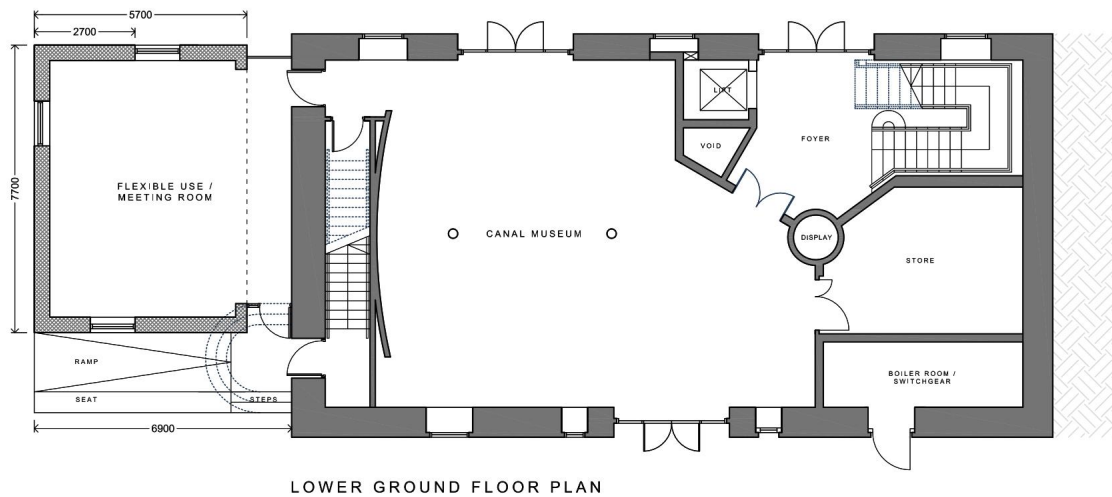 5700
2700
7700
FLEXIBLE USE /
MEETING ROOM
LIFT
VOID
FOYER
CANAL MUSEUM
DISPLAY
STORE
RAMP
SEAT
STEPS
BOILER ROOM /
SWITCHGEAR
6900
LOWER GROUND FLOOR PLAN